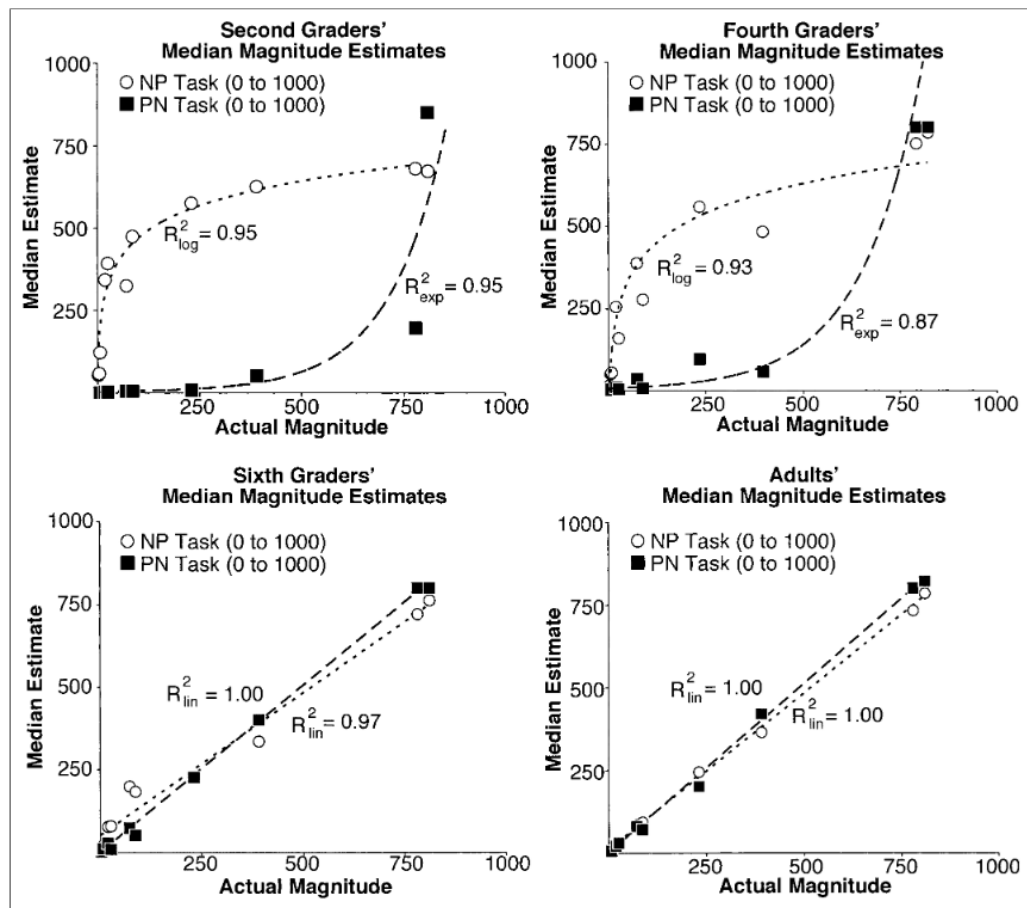 Second Graders'
Median Magnitude Estimates
1000
NP Task (0 to 1000)
PN Task (0 to 1000)
750
500
250
R²log = 0.95
R²exp = 0.95
Median Estimate
250
500
750
1000
Actual Magnitude
Fourth Graders'
Median Magnitude Estimates
1000
NP Task (0 to 1000)
PN Task (0 to 1000)
750
500
250
R²log = 0.93
R²exp = 0.87
Median Estimate
250
500
750
1000
Actual Magnitude
Sixth Graders'
Median Magnitude Estimates
1000
NP Task (0 to 1000)
PN Task (0 to 1000)
750
500
250
R²lin = 1.00
R²lin = 0.97
Median Estimate
250
500
750
1000
Actual Magnitude
Adults'
Median Magnitude Estimates
1000
NP Task (0 to 1000)
PN Task (0 to 1000)
750
500
250
R²lin = 1.00
R²lin = 1.00
Median Estimate
250
500
750
1000
Actual Magnitude